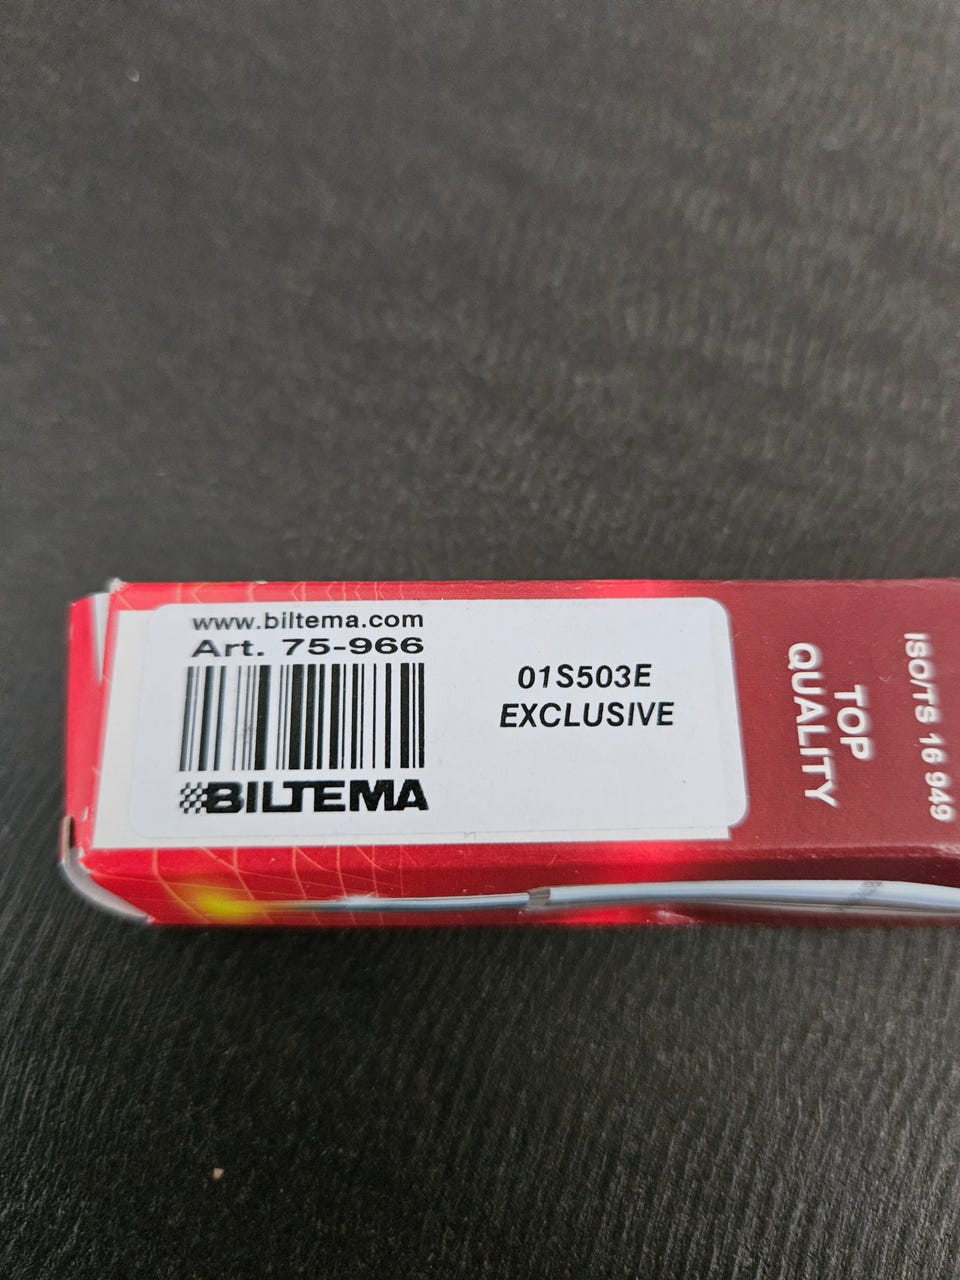 www.biltema.com
Art. 75-966
BILTEMA
01S503E
EXCLUSIVE
TOP
QUALITY
ISO/TS 16 949